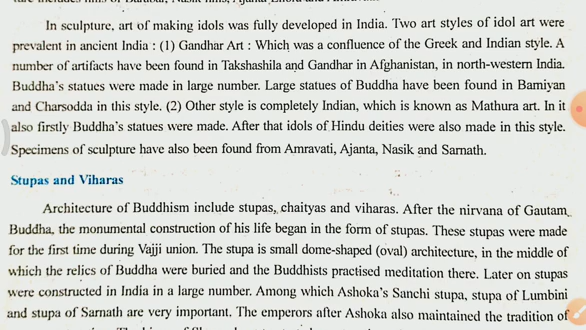 In sculpture, art of making idols was fully developed in India. Two art styles of idol art were
prevalent in ancient India : (1) Gandhar Art : Which was a confluence of the Greek and Indian style. A
number of artifacts have been found in Takshashila and Gandhar in Afghanistan, in north-western India.
Buddha's statues were made in large number. Large statues of Buddha have been found in Bamiyan
and Charsodda in this style. (2) Other style is completely Indian, which is known as Mathura art. In it
also firstly Buddha's statues were made. After that idols of Hindu deities were also made in this style.
Specimens of sculpture have also been found from Amravati, Ajanta, Nasik and Sarnath.
Stupas and Viharas
Architecture of Buddhism include stupas, chaityas and viharas. After the nirvana of Gautam
Buddha, the monumental construction of his life began in the form of stupas. These stupas were made
for the first time during Vajji union. The stupa is small dome-shaped (oval) architecture, in the middle of
which the relics of Buddha were buried and the Buddhists practised meditation there. Later on stupas
were constructed in India in a large number. Among which Ashoka's Sanchi stupa, stupa of Lumbini
and stupa of Sarnath are very important. The emperors after Ashoka also maintained the tradition of